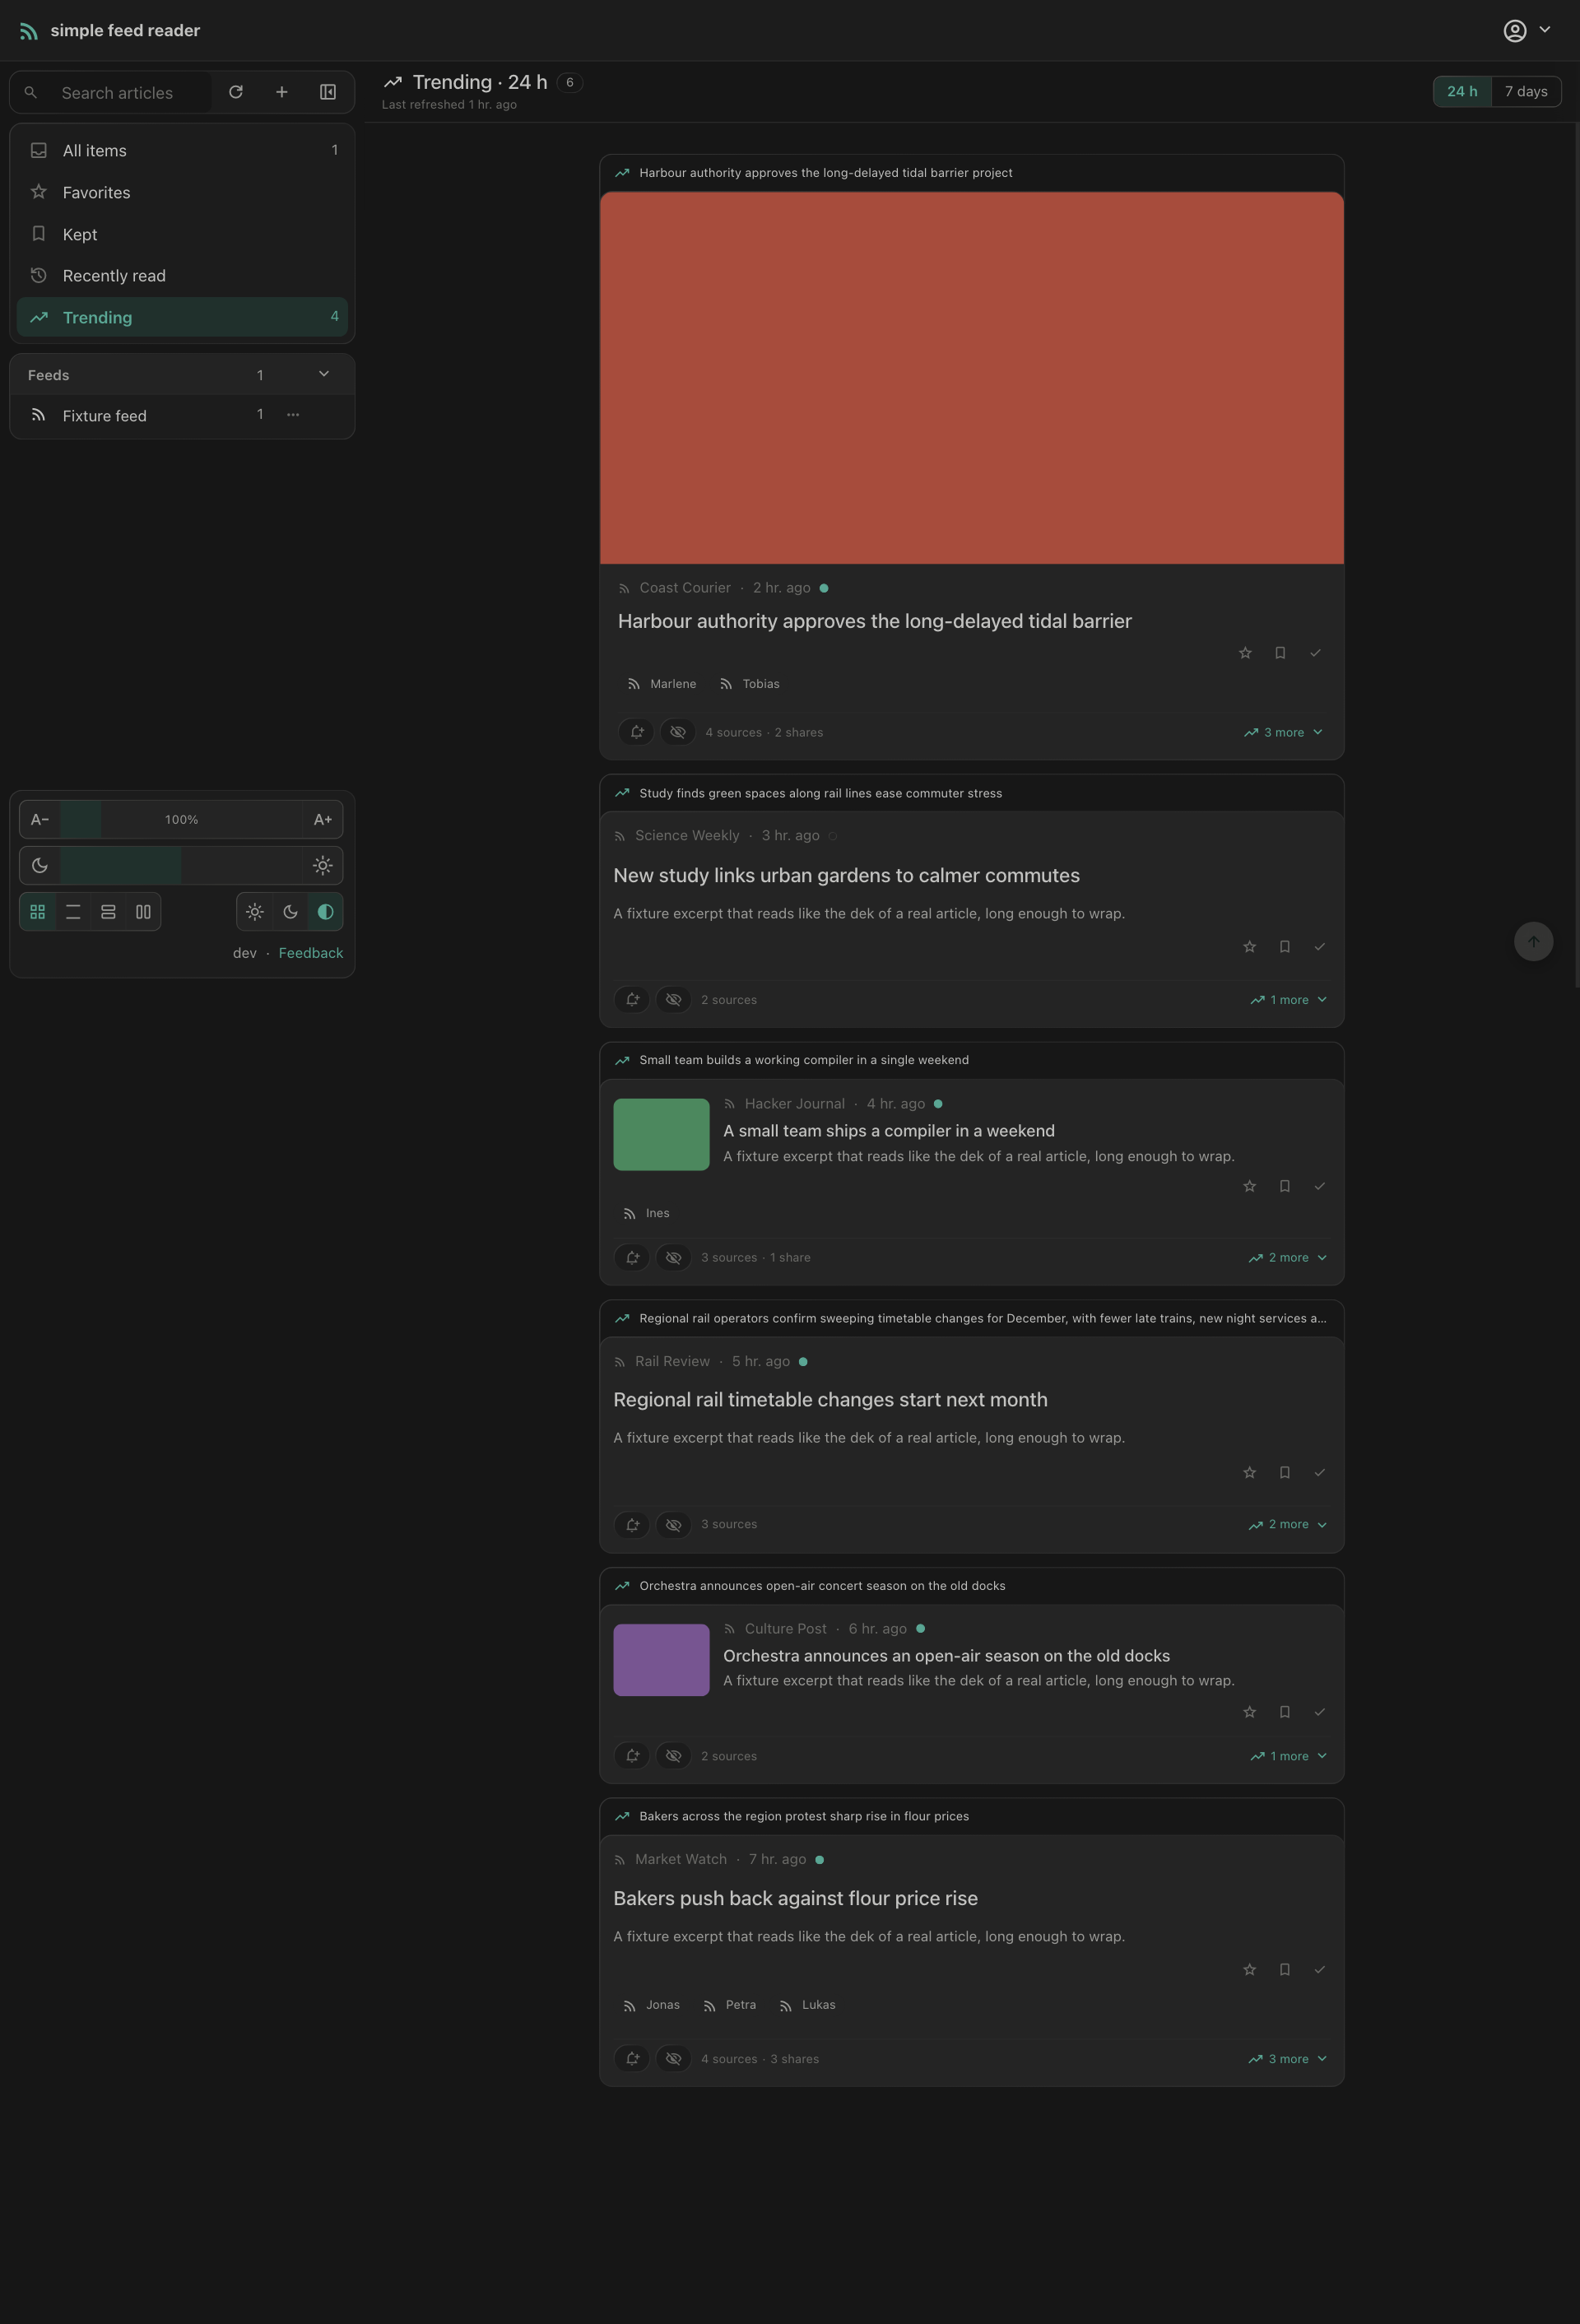 simple feed reader
Search articles
All items 1
Favorites
Kept
Recently read
Trending 4
Feeds 1
Fixture feed 1
A− 100% A+
dev · Feedback
Trending · 24 h 6
Last refreshed 1 hr. ago
24 h 7 days
Harbour authority approves the long-delayed tidal barrier project
Coast Courier · 2 hr. ago
Harbour authority approves the long-delayed tidal barrier
Marlene Tobias
4 sources · 2 shares 3 more
Study finds green spaces along rail lines ease commuter stress
Science Weekly · 3 hr. ago
New study links urban gardens to calmer commutes
A fixture excerpt that reads like the dek of a real article, long enough to wrap.
2 sources 1 more
Small team builds a working compiler in a single weekend
Hacker Journal · 4 hr. ago
A small team ships a compiler in a weekend
A fixture excerpt that reads like the dek of a real article, long enough to wrap.
Ines
3 sources · 1 share 2 more
Regional rail operators confirm sweeping timetable changes for December, with fewer late trains, new night services a...
Rail Review · 5 hr. ago
Regional rail timetable changes start next month
A fixture excerpt that reads like the dek of a real article, long enough to wrap.
3 sources 2 more
Orchestra announces open-air concert season on the old docks
Culture Post · 6 hr. ago
Orchestra announces an open-air season on the old docks
A fixture excerpt that reads like the dek of a real article, long enough to wrap.
2 sources 1 more
Bakers across the region protest sharp rise in flour prices
Market Watch · 7 hr. ago
Bakers push back against flour price rise
A fixture excerpt that reads like the dek of a real article, long enough to wrap.
Jonas Petra Lukas
4 sources · 3 shares 3 more